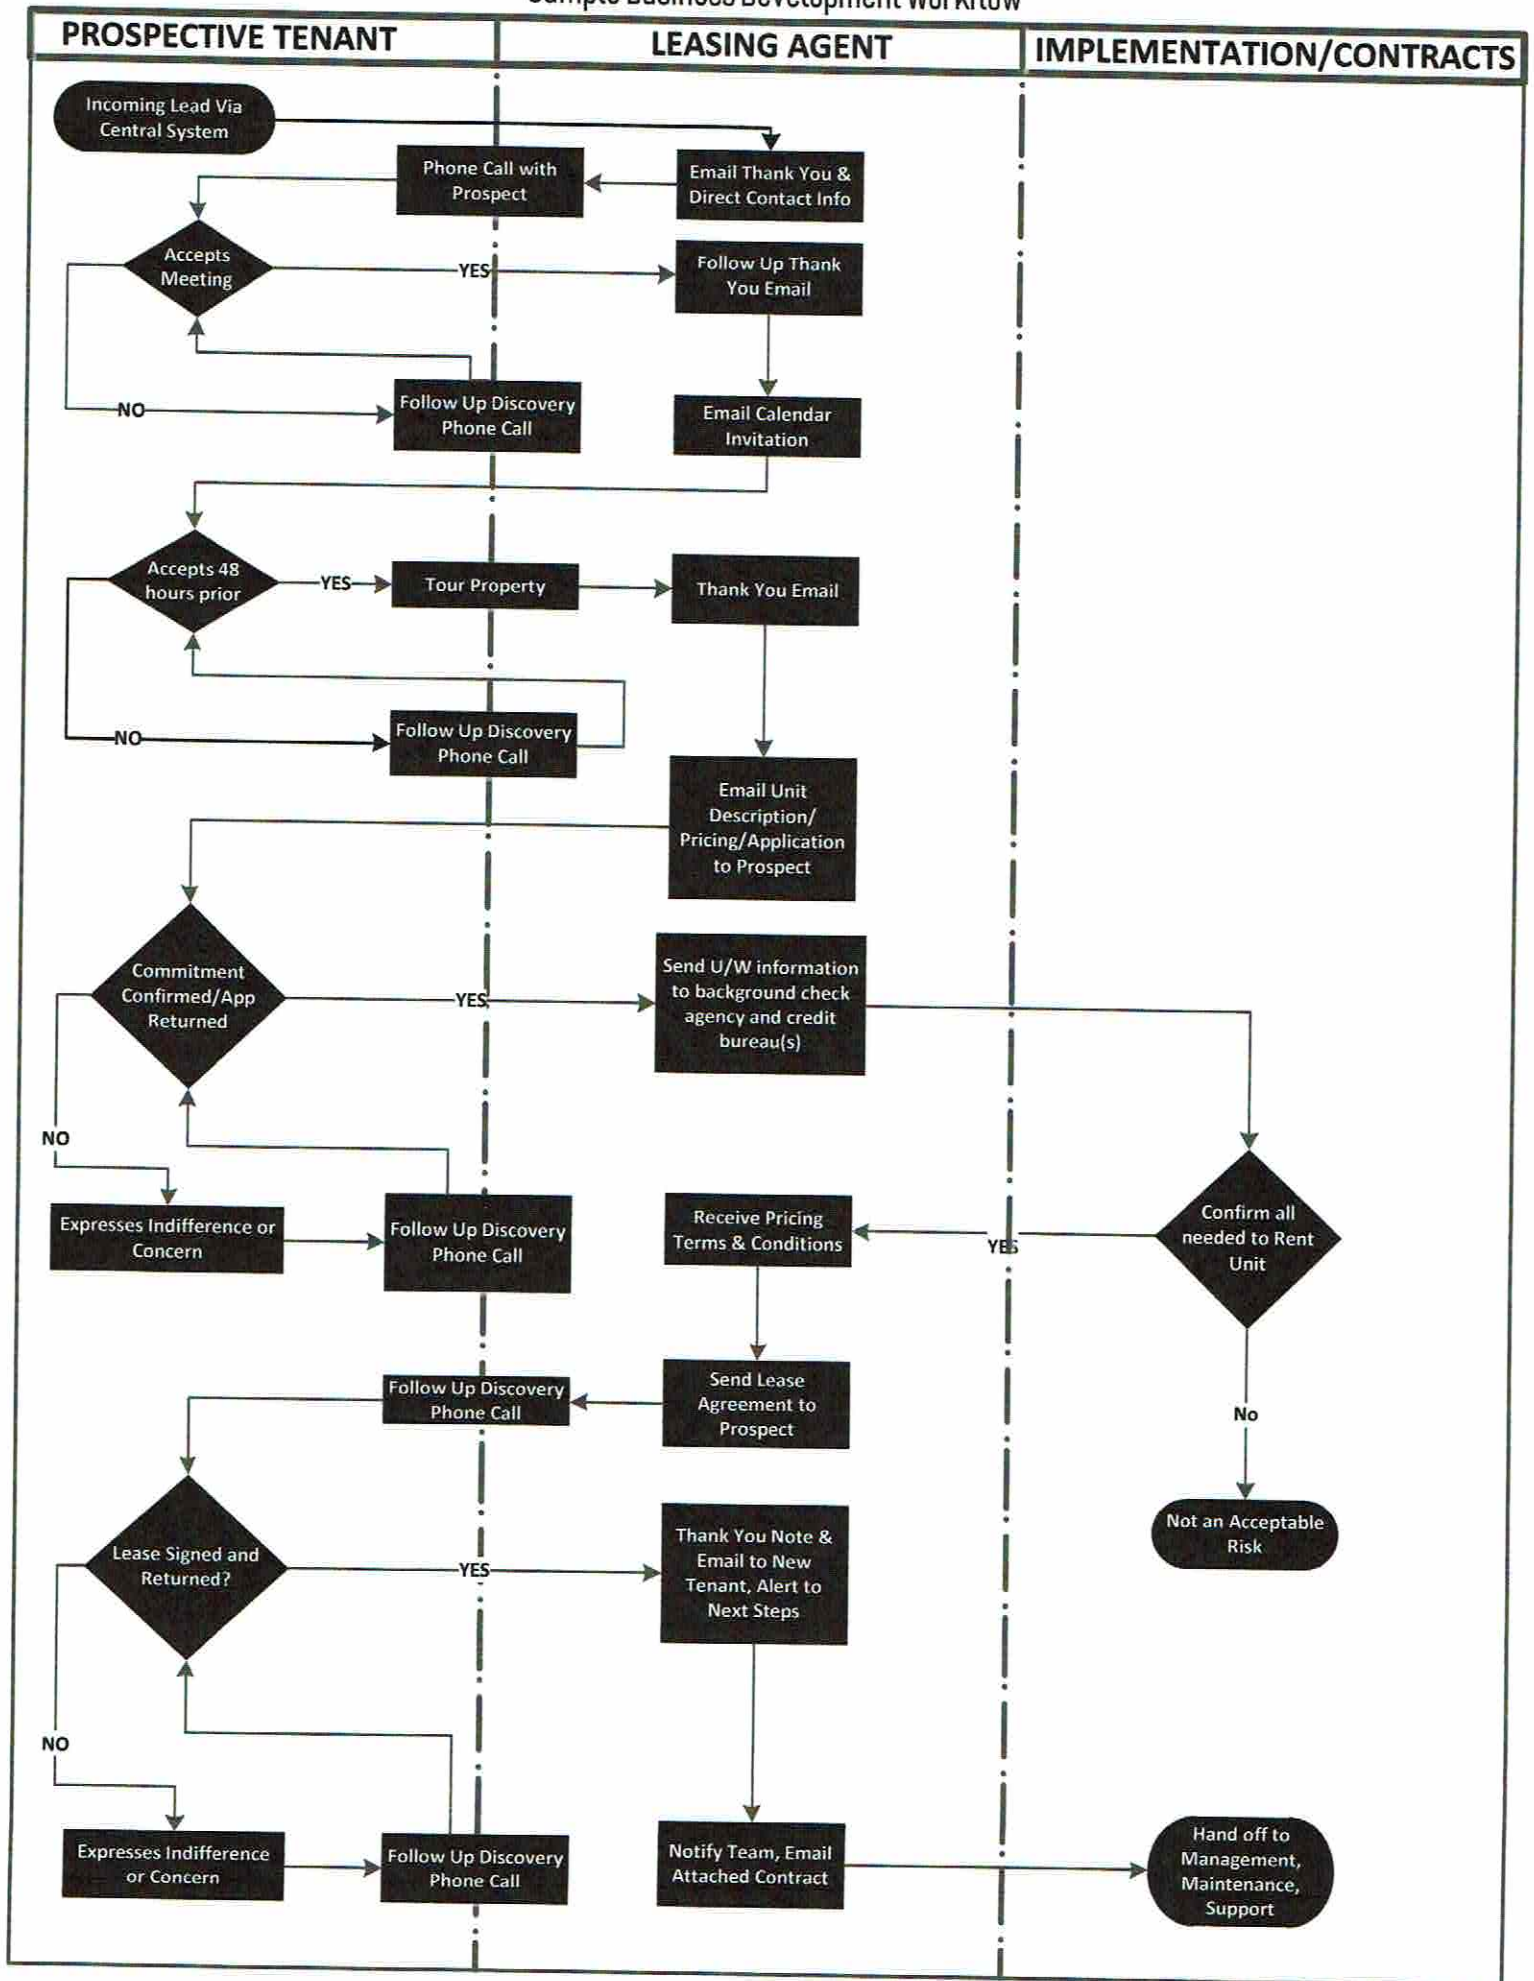 Sample Business Development Workflow
PROSPECTIVE TENANT
LEASING AGENT
IMPLEMENTATION/CONTRACTS
Incoming Lead Via
Central System
Phone Call with
Prospect
Email Thank You &
Direct Contact Info
Accepts
Meeting
YES
Follow Up Thank
You Email
NO
Follow Up Discovery
Phone Call
Email Calendar
Invitation
Accepts 48
hours prior
YES
Tour Property
Thank You Email
NO
Follow Up Discovery
Phone Call
Email Unit
Description/
Pricing/Application
to Prospect
Commitment
Confirmed/App
Returned
YES
Send U/W information
to background check
agency and credit
bureau(s)
NO
Expresses Indifference or
Concern
Follow Up Discovery
Phone Call
Receive Pricing
Terms & Conditions
YES
Confirm all
needed to Rent
Unit
Follow Up Discovery
Phone Call
Send Lease
Agreement to
Prospect
No
Not an Acceptable
Risk
Lease Signed and
Returned?
YES
Thank You Note &
Email to New
Tenant, Alert to
Next Steps
NO
Expresses Indifference
or Concern
Follow Up Discovery
Phone Call
Notify Team, Email
Attached Contract
Hand off to
Management,
Maintenance,
Support